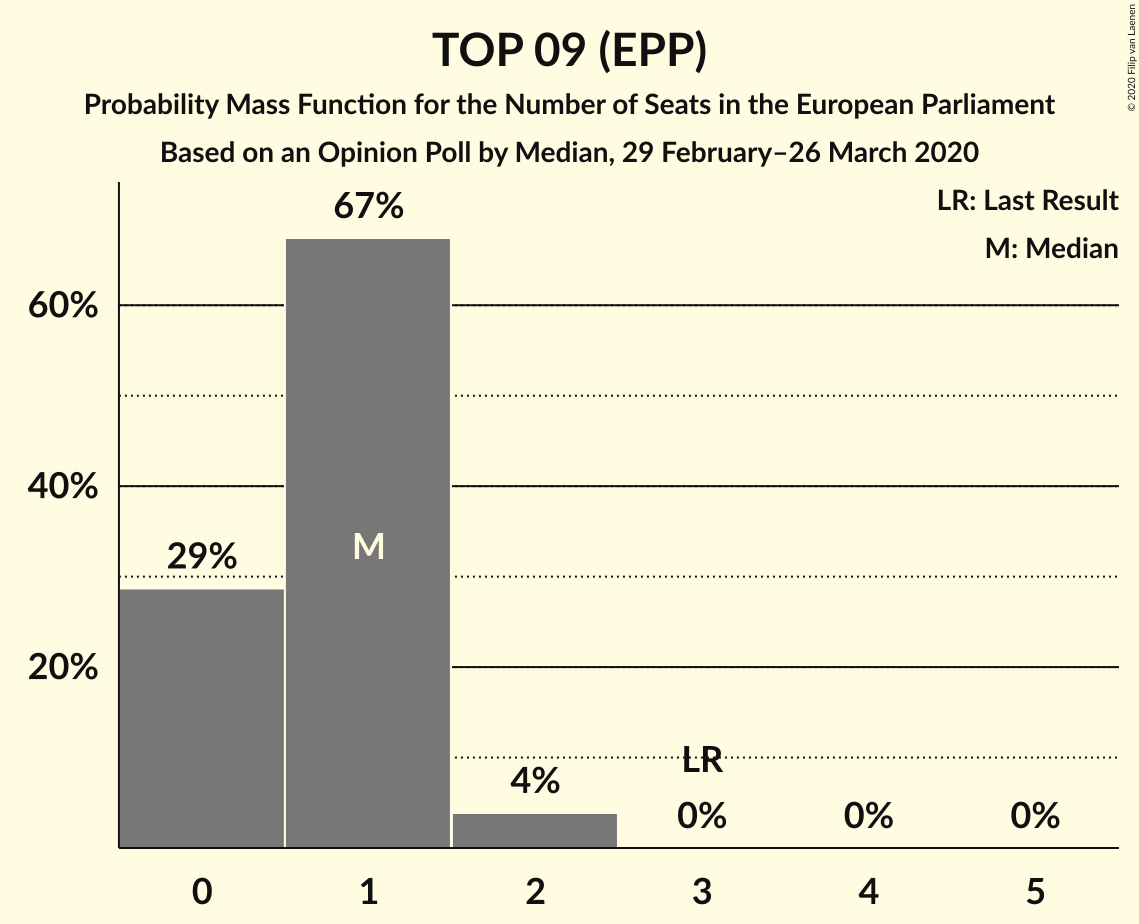 TOP 09 (EPP)
Probability Mass Function for the Number of Seats in the European Parliament
Based on an Opinion Poll by Median, 29 February–26 March 2020
© 2020 Filip van Laenen
LR: Last Result
M: Median
67%
60%
40%
29%
M
20%
LR
4%
0%
0%
0%
0
1
2
3
4
5